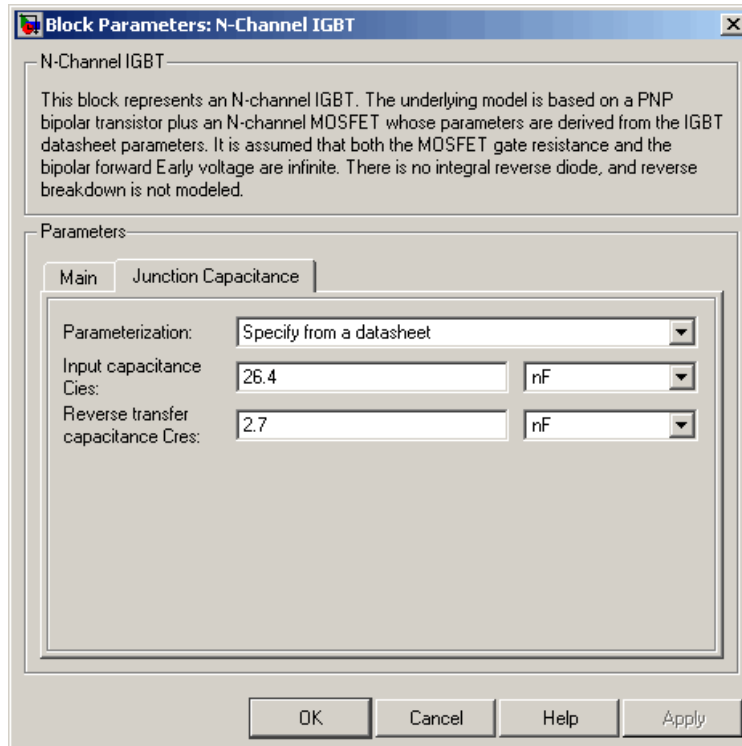 Block Parameters: N-Channel IGBT
N-Channel IGBT
This block represents an N-channel IGBT. The underlying model is based on a PNP
bipolar transistor plus an N-channel MOSFET whose parameters are derived from the IGBT
datasheet parameters. It is assumed that both the MOSFET gate resistance and the
bipolar forward Early voltage are infinite. There is no integral reverse diode, and reverse
breakdown is not modeled.
Parameters
Main Junction Capacitance
Parameterization: Specify from a datasheet
Input capacitance
Cies: 26.4 nF
Reverse transfer
capacitance Cres: 2.7 nF
OK Cancel Help Apply